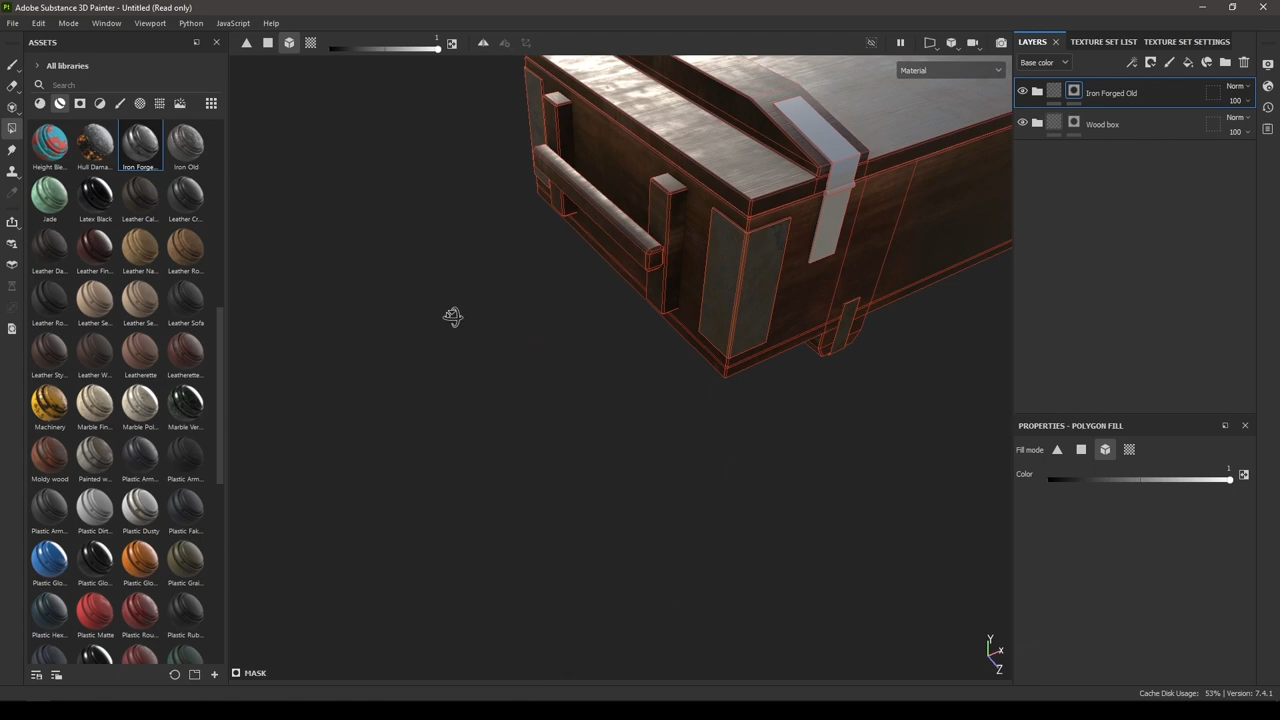 Adobe Substance 3D Painter - Untitled (Read only)
File Edit Mode Window Viewport Python JavaScript Help
ASSETS
All libraries
Search
Height Ble... Hull Dama... Iron Forge... Iron Old
Jade Latex Black Leather Cal... Leather Cr...
Leather Da... Leather Fin... Leather Na... Leather Ro...
Leather Ro... Leather Se... Leather Se... Leather Sofa
Leather Sty... Leather W... Leatherette Leatherette...
Machinery Marble Fin... Marble Pol... Marble Ver...
Moldy wood Painted w... Plastic Arm... Plastic Arm...
Plastic Arm... Plastic Dirt... Plastic Dusty Plastic Fak...
Plastic Glo... Plastic Glo... Plastic Glo... Plastic Grai...
Plastic Hex... Plastic Matte Plastic Rou... Plastic Rub...
1
Material
MASK
Y
X
Z
LAYERS TEXTURE SET LIST TEXTURE SET SETTINGS
Base color
Iron Forged Old Norm
100
Wood box Norm
100
PROPERTIES - POLYGON FILL
Fill mode
Color 1
Cache Disk Usage: 53% | Version: 7.4.1